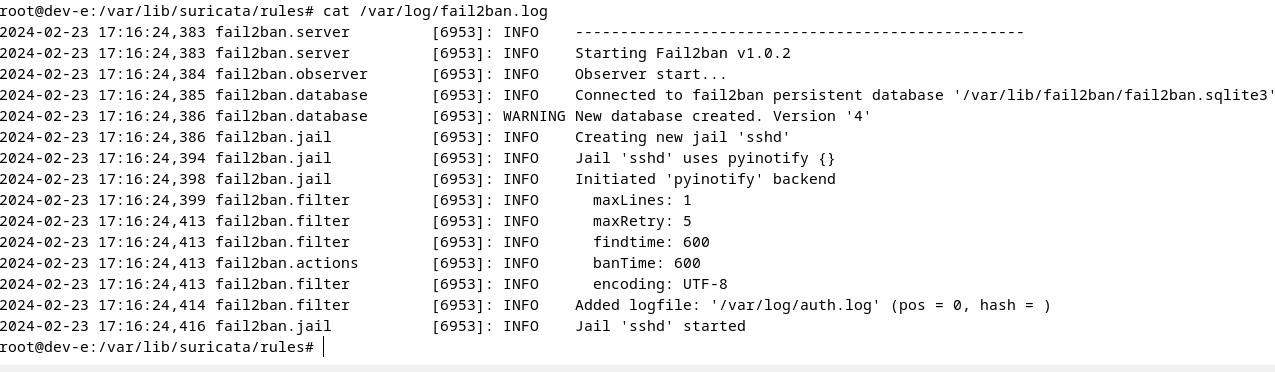 root@dev-e:/var/lib/suricata/rules# cat /var/log/fail2ban.log
2024-02-23 17:16:24,383 fail2ban.server         [6953]: INFO    --------------------------------------------------
2024-02-23 17:16:24,383 fail2ban.server         [6953]: INFO    Starting Fail2ban v1.0.2
2024-02-23 17:16:24,384 fail2ban.observer       [6953]: INFO    Observer start...
2024-02-23 17:16:24,385 fail2ban.database       [6953]: INFO    Connected to fail2ban persistent database '/var/lib/fail2ban/fail2ban.sqlite3'
2024-02-23 17:16:24,386 fail2ban.database       [6953]: WARNING New database created. Version '4'
2024-02-23 17:16:24,386 fail2ban.jail           [6953]: INFO    Creating new jail 'sshd'
2024-02-23 17:16:24,394 fail2ban.jail           [6953]: INFO    Jail 'sshd' uses pyinotify {}
2024-02-23 17:16:24,398 fail2ban.jail           [6953]: INFO    Initiated 'pyinotify' backend
2024-02-23 17:16:24,399 fail2ban.filter         [6953]: INFO      maxLines: 1
2024-02-23 17:16:24,413 fail2ban.filter         [6953]: INFO      maxRetry: 5
2024-02-23 17:16:24,413 fail2ban.filter         [6953]: INFO      findtime: 600
2024-02-23 17:16:24,413 fail2ban.actions        [6953]: INFO      banTime: 600
2024-02-23 17:16:24,413 fail2ban.filter         [6953]: INFO      encoding: UTF-8
2024-02-23 17:16:24,414 fail2ban.filter         [6953]: INFO    Added logfile: '/var/log/auth.log' (pos = 0, hash = )
2024-02-23 17:16:24,416 fail2ban.jail           [6953]: INFO    Jail 'sshd' started
root@dev-e:/var/lib/suricata/rules#